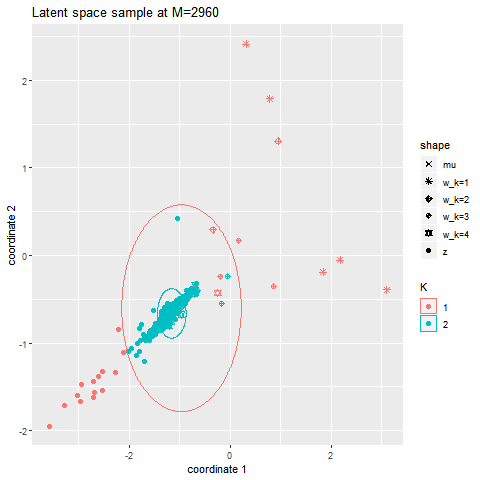 Latent space sample at M=2960
coordinate 2
2
1
0
-1
-2
-2
0
2
coordinate 1
shape
mu
w_k=1
w_k=2
w_k=3
w_k=4
z
K
1
2